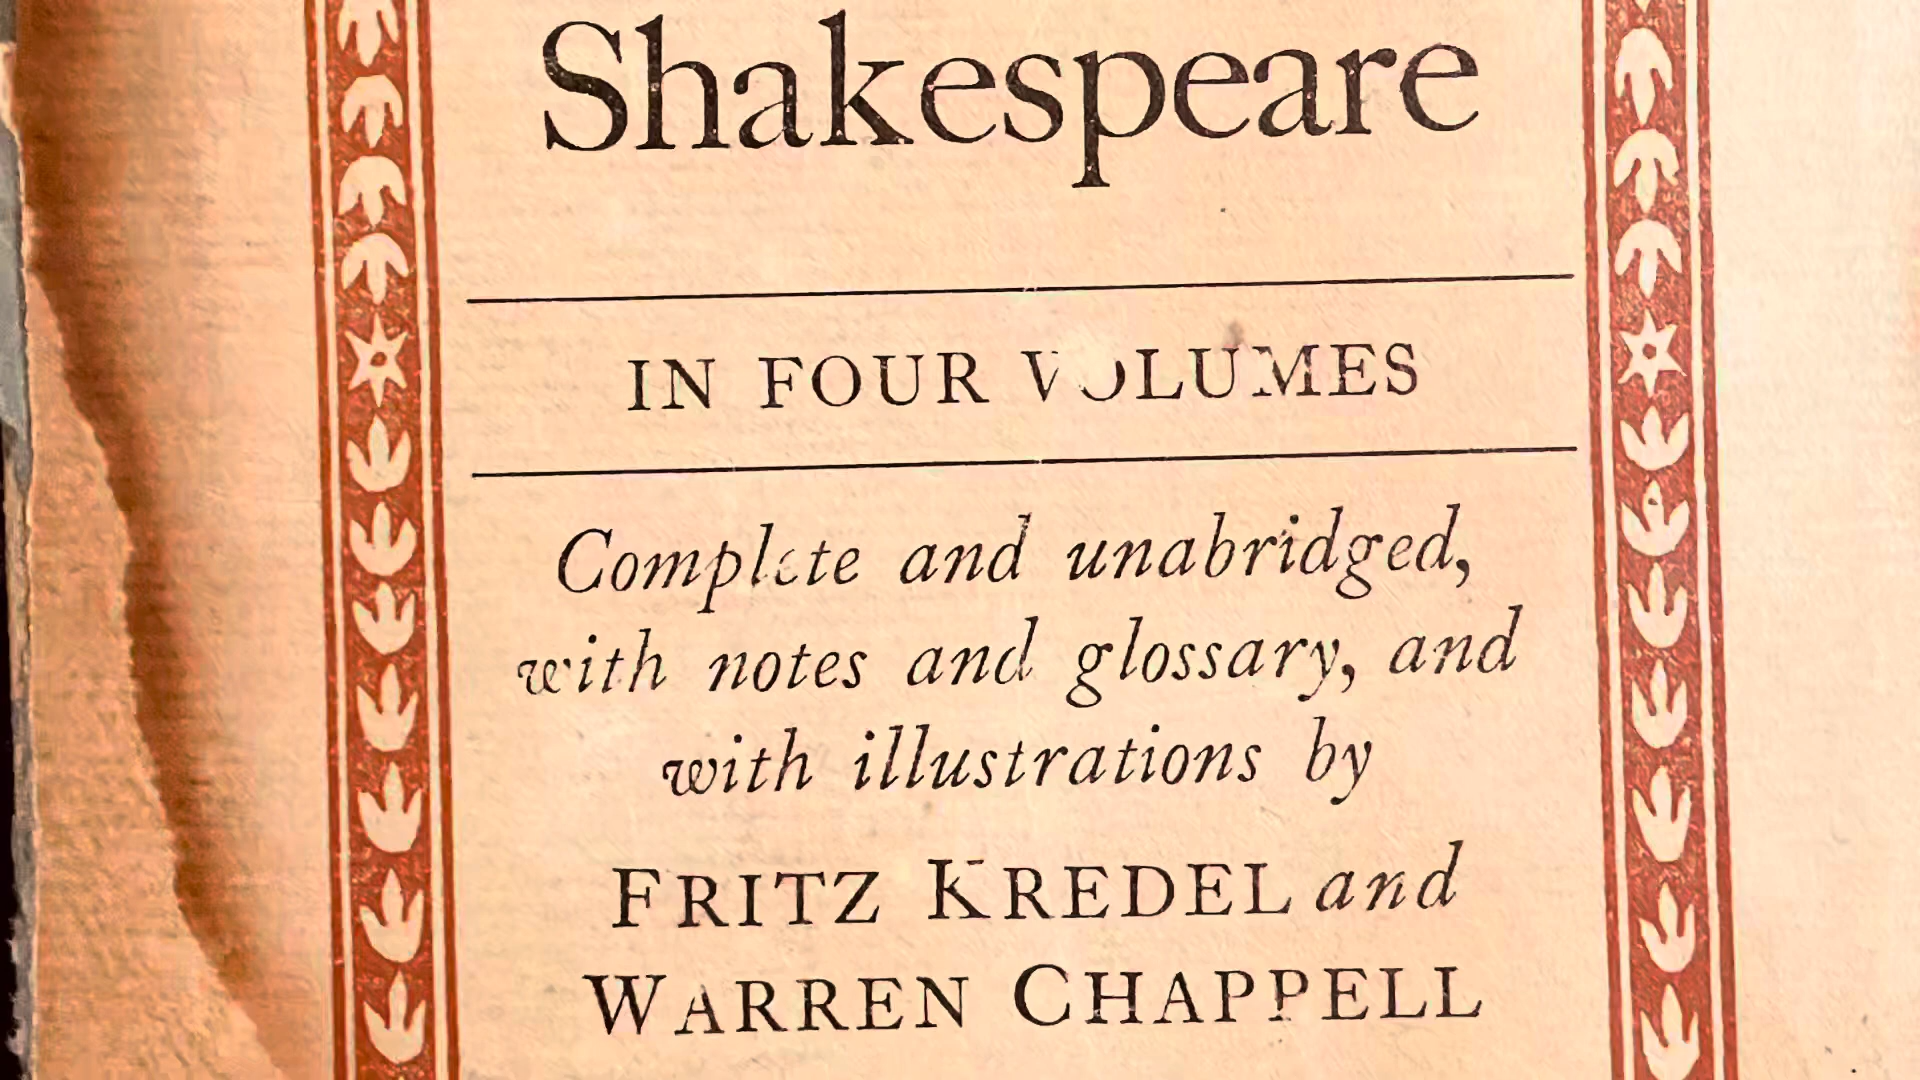 Shakespeare
IN FOUR VOLUMES
Complete and unabridged,
with notes and glossary, and
with illustrations by
FRITZ KREDEL and
WARREN CHAPPELL